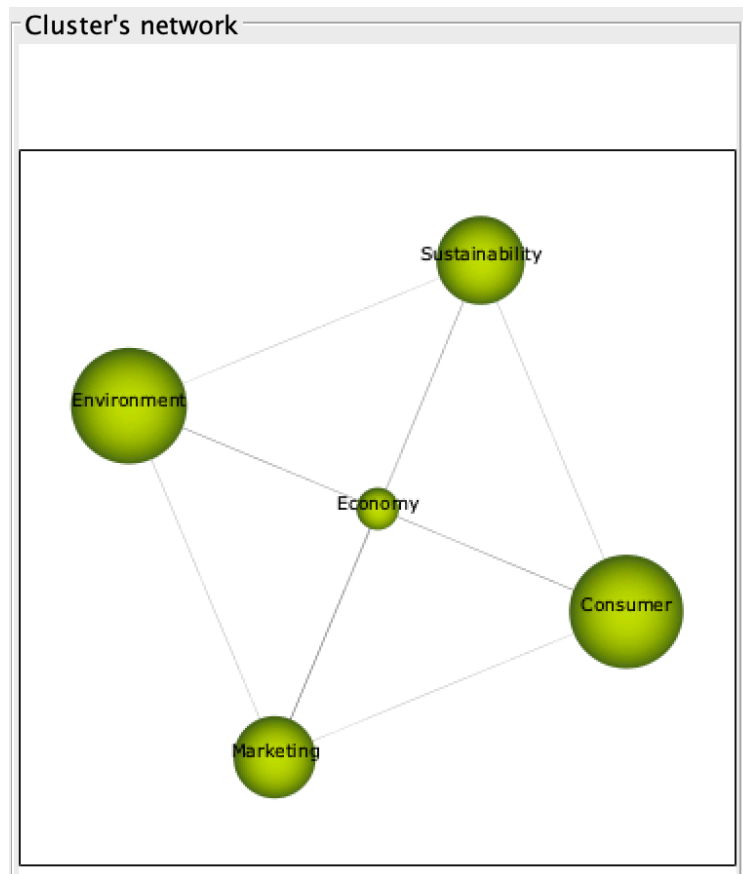 Cluster's network
Sustainability
Environment
Economy
Consumer
Marketing